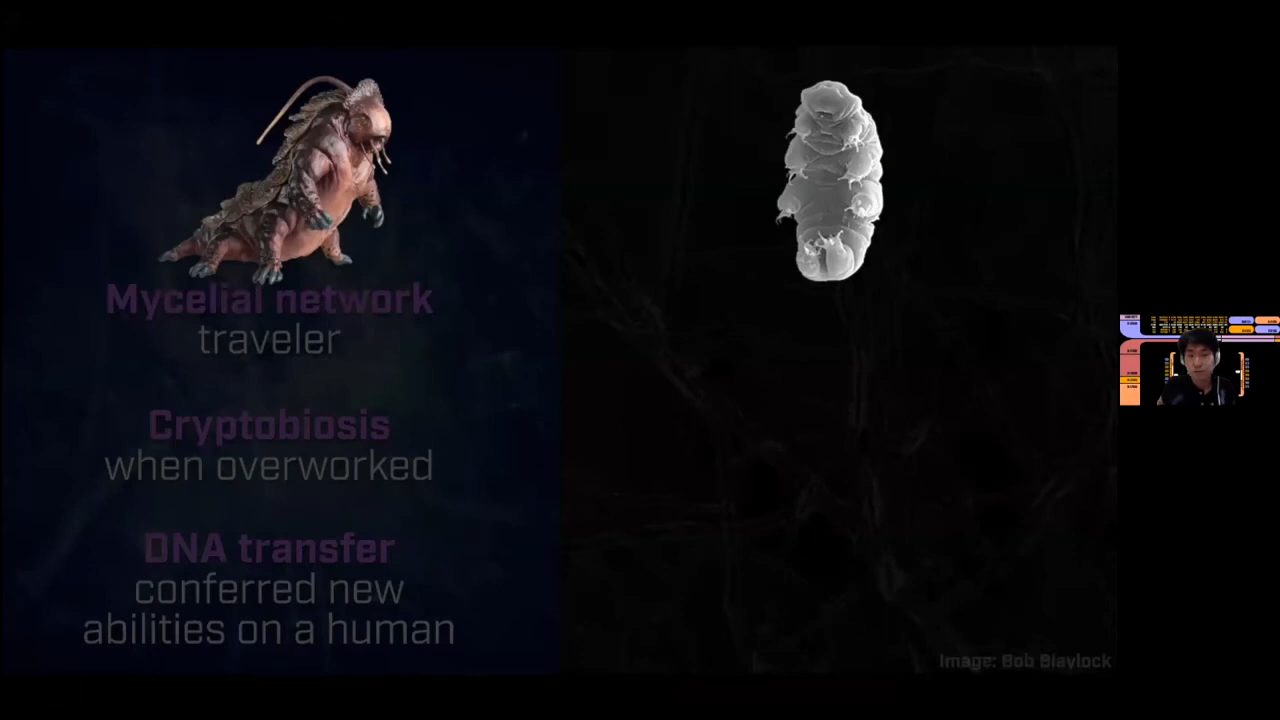 Mycelial network
traveler
Cryptobiosis
when overworked
DNA transfer
conferred new
abilities on a human
Image: Bob Blaylock